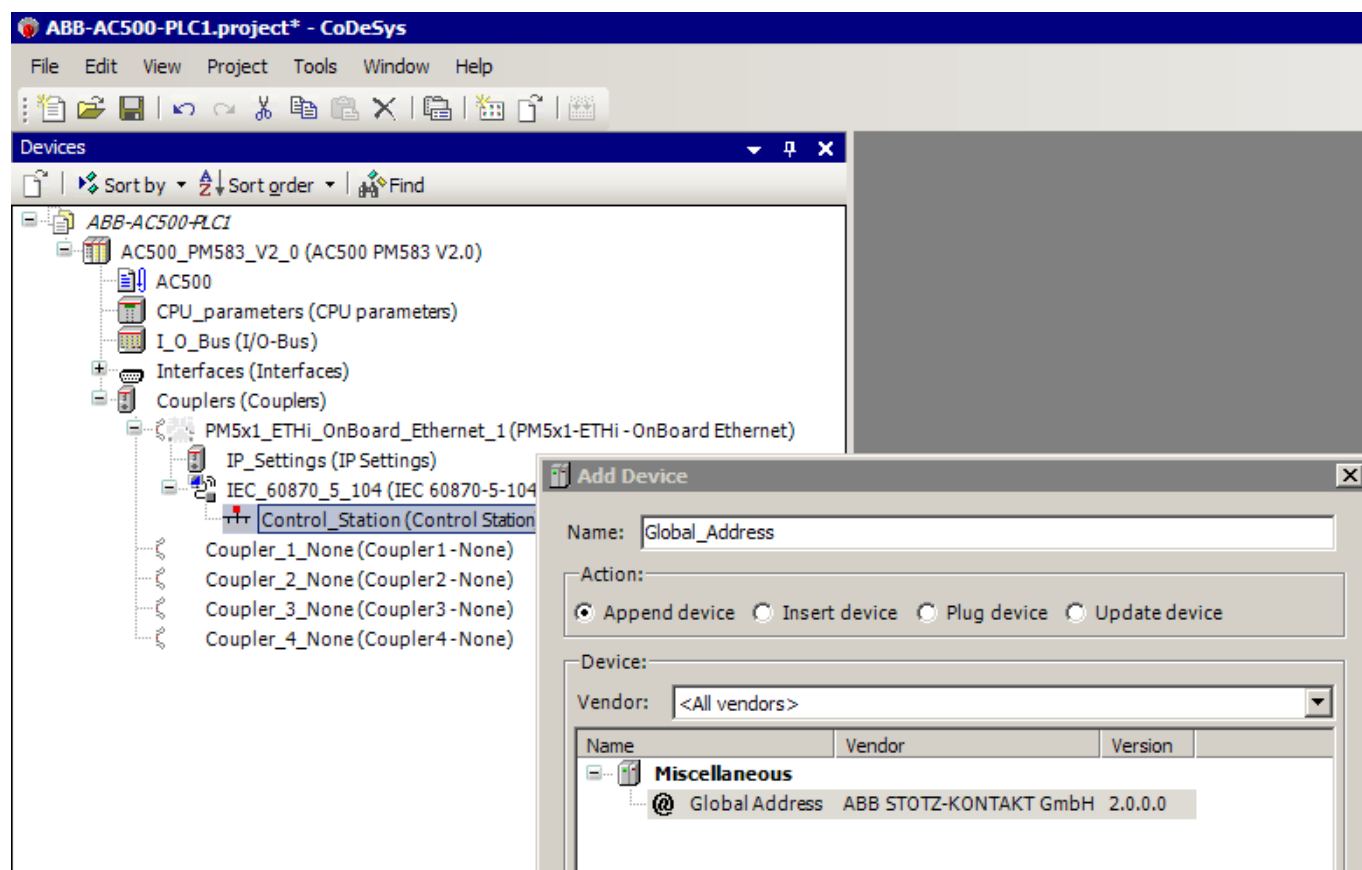 ABB-AC500-PLC1.project* - CoDeSys
File Edit View Project Tools Window Help
Devices
Sort by Sort order Find
ABB-AC500-PLC1
AC500_PM583_V2_0 (AC500 PM583 V2.0)
AC500
CPU_parameters (CPU parameters)
I_O_Bus (I/O-Bus)
Interfaces (Interfaces)
Couplers (Couplers)
PM5x1_ETHi_OnBoard_Ethernet_1 (PM5x1-ETHi - OnBoard Ethernet)
IP_Settings (IP Settings)
IEC_60870_5_104 (IEC 60870-5-104
Control_Station (Control Station
Coupler_1_None (Coupler1 - None)
Coupler_2_None (Coupler2 - None)
Coupler_3_None (Coupler3 - None)
Coupler_4_None (Coupler4 - None)
Add Device
Name: Global_Address
Action:
Append device Insert device Plug device Update device
Device:
Vendor: <All vendors>
Name Vendor Version
Miscellaneous
@ Global Address ABB STOTZ-KONTAKT GmbH 2.0.0.0